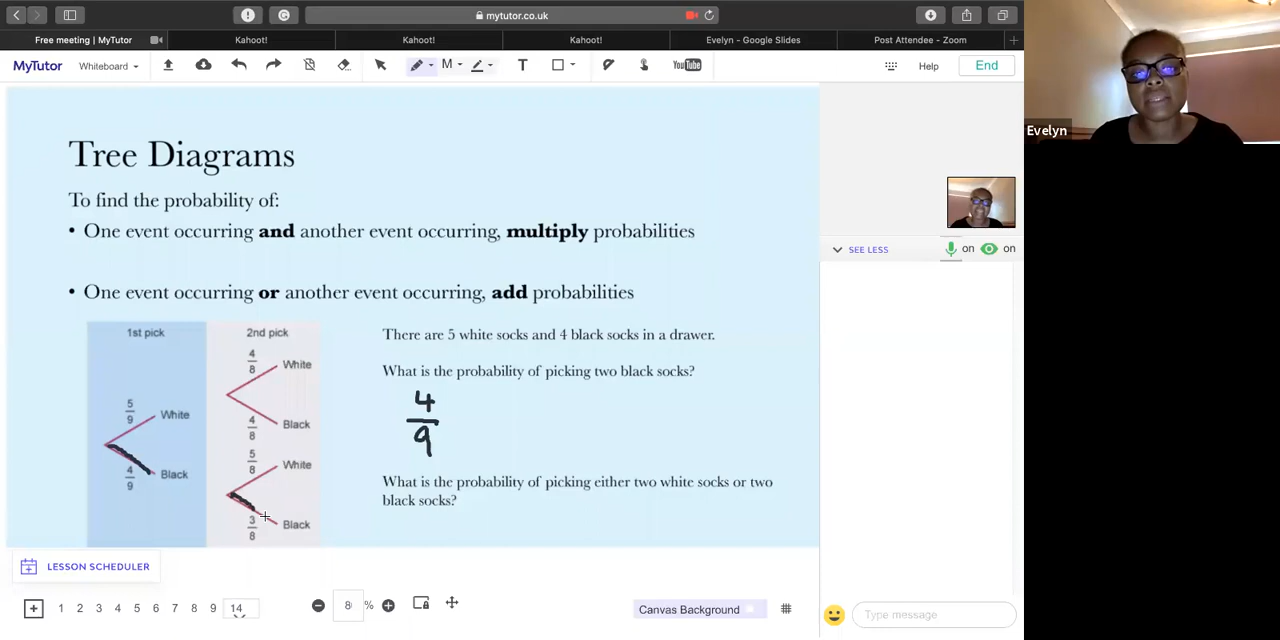 mytutor.co.uk
Free meeting | MyTutor
Kahoot!
Kahoot!
Kahoot!
Evelyn - Google Slides
Post Attendee - Zoom
MyTutor
Whiteboard
M
T
YouTube
Help
End
Evelyn
Tree Diagrams
To find the probability of:
• One event occurring and another event occurring, multiply probabilities
• One event occurring or another event occurring, add probabilities
SEE LESS
on
on
1st pick
2nd pick
5/9
White
4/9
Black
4/8
White
4/8
Black
5/8
White
3/8
Black
There are 5 white socks and 4 black socks in a drawer.
What is the probability of picking two black socks?
4/9
What is the probability of picking either two white socks or two
black socks?
LESSON SCHEDULER
1 2 3 4 5 6 7 8 9 14
8 %
Canvas Background
Type message